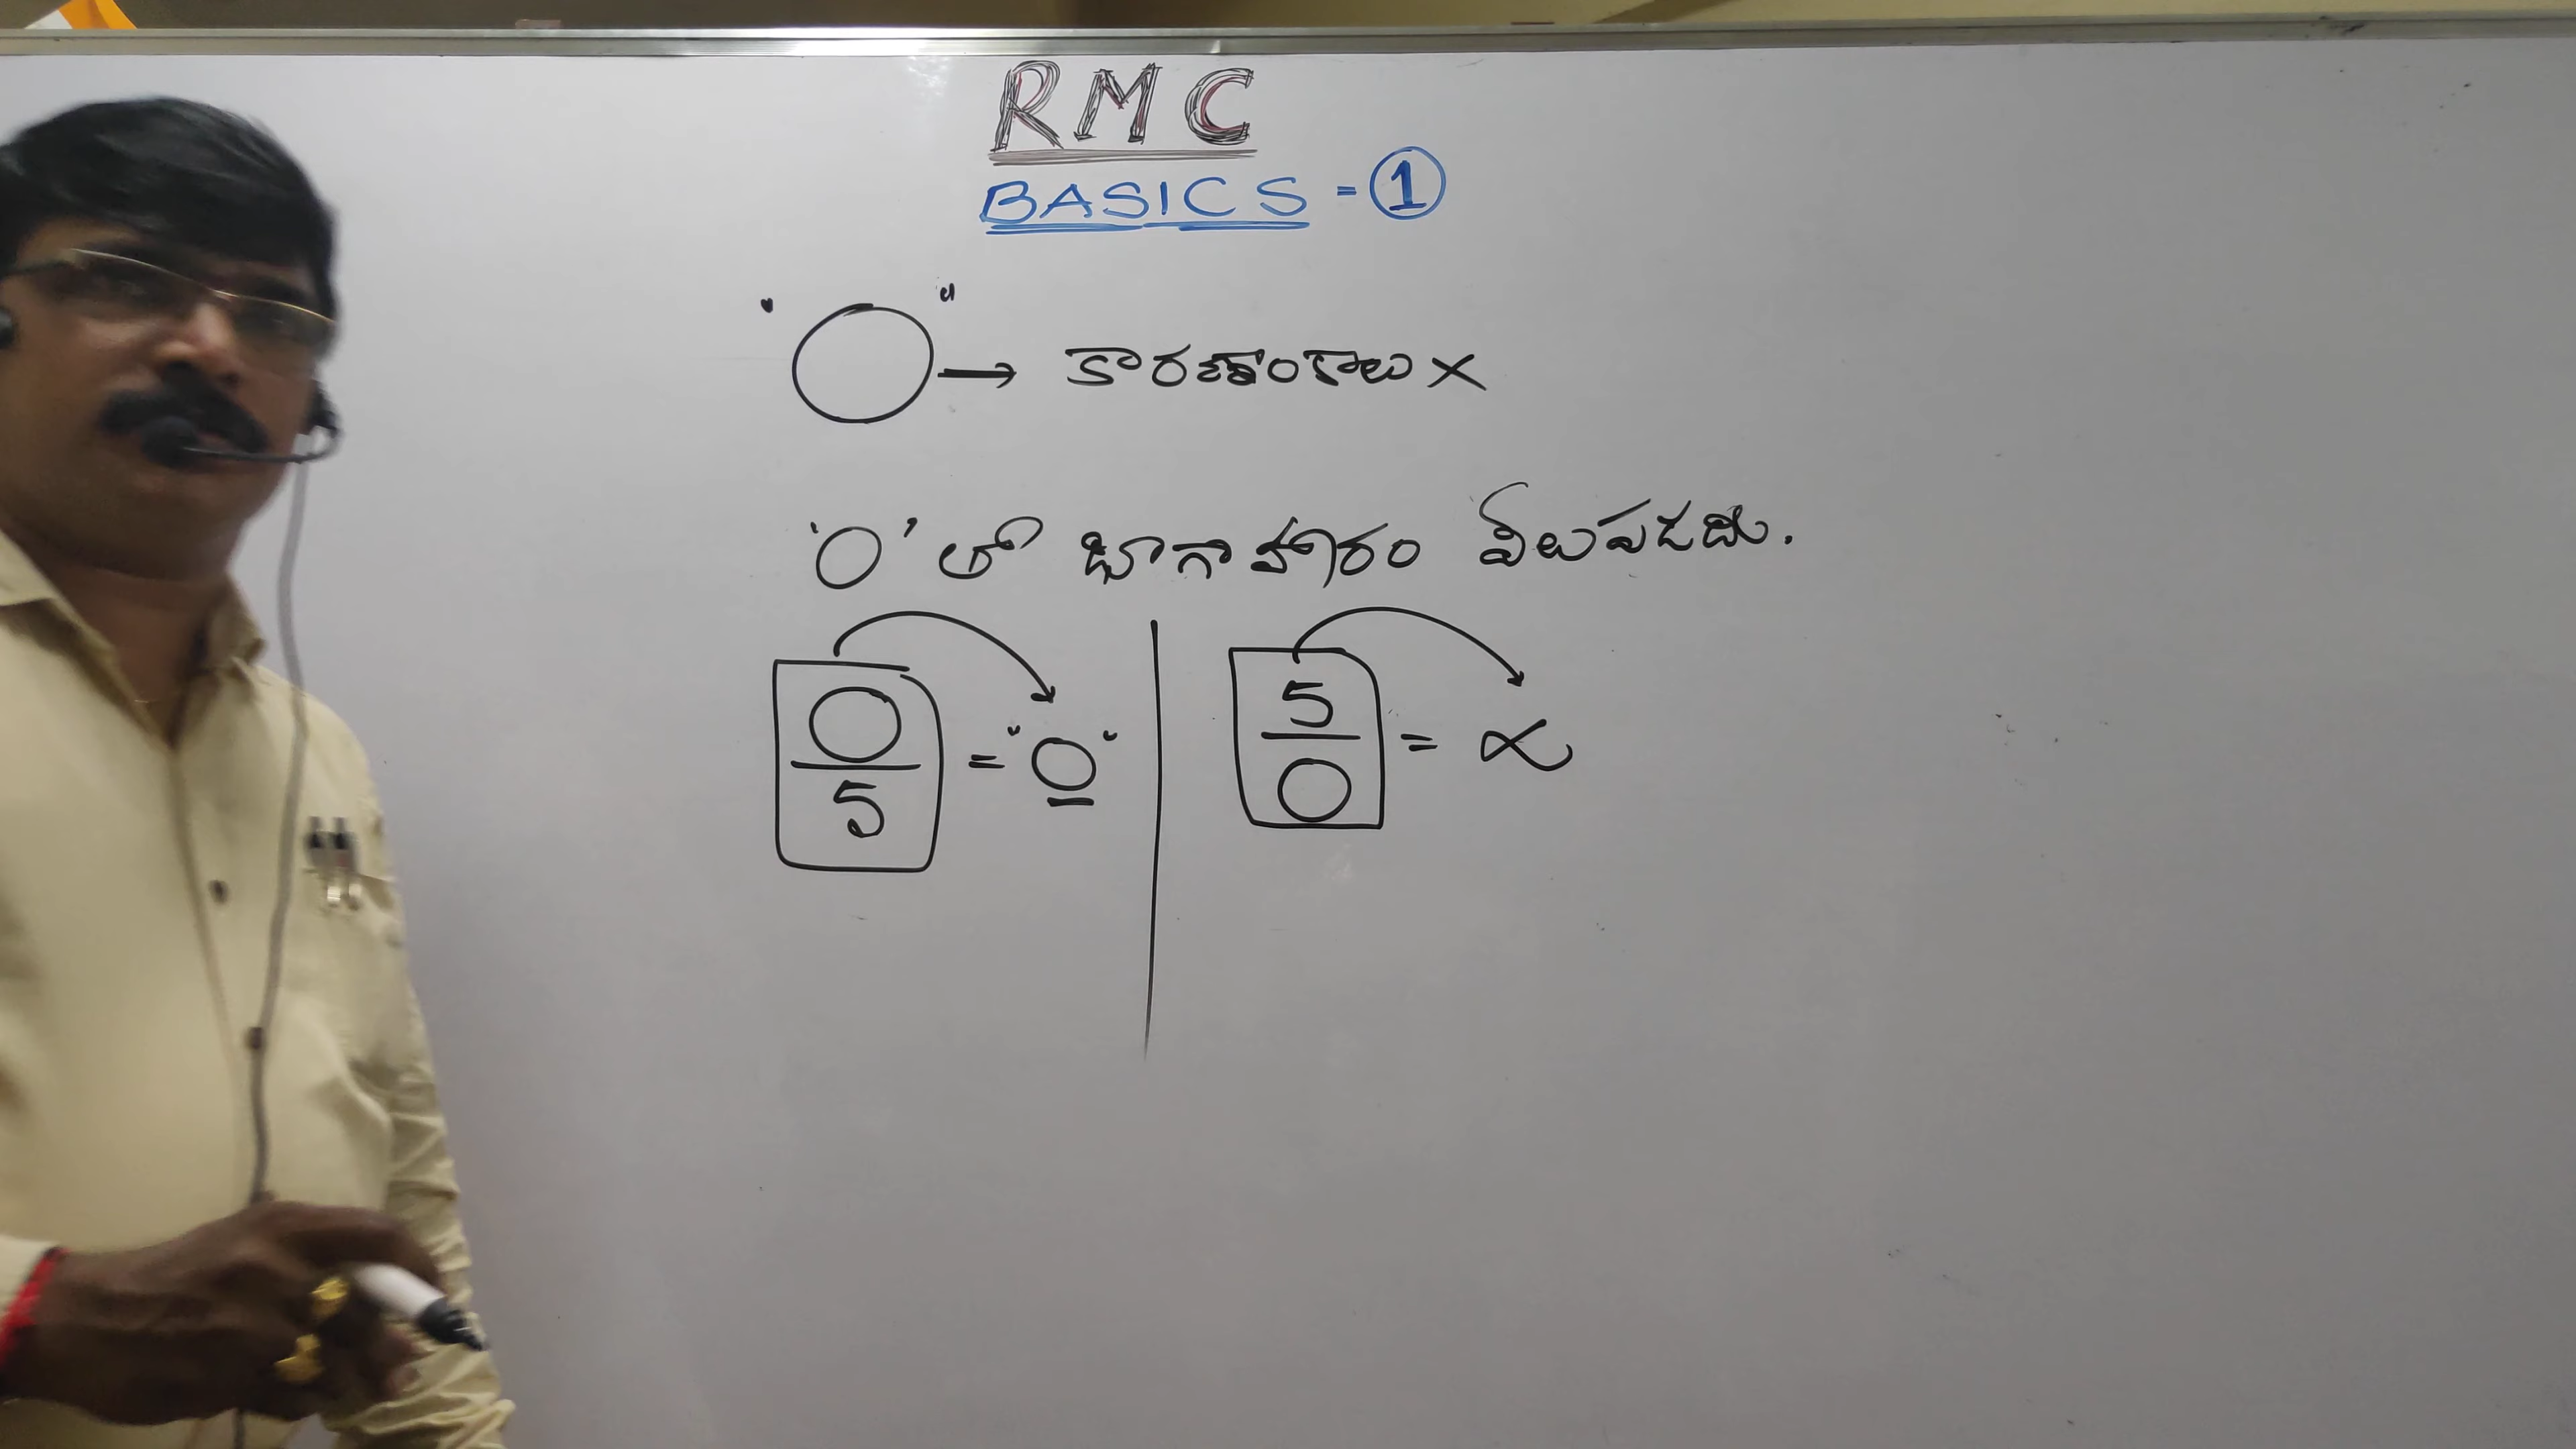 RMC
BASICS - 1
"0" → కారణాంకాలు ×
'0' తో భాగాహారం వీలుపడదు.
0/5 = "0"
5/0 = ∝